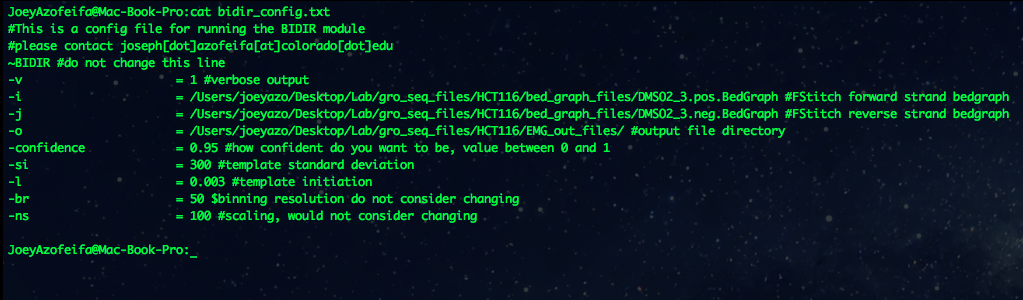 JoeyAzofeifa@Mac-Book-Pro:cat bidir_config.txt
#This is a config file for running the BIDIR module
#please contact joseph[dot]azofeifa[at]colorado[dot]edu
~BIDIR #do not change this line
-v = 1 #verbose output
-i = /Users/joeyazo/Desktop/Lab/gro_seq_files/HCT116/bed_graph_files/DMSO2_3.pos.BedGraph #FStitch forward strand bedgraph
-j = /Users/joeyazo/Desktop/Lab/gro_seq_files/HCT116/bed_graph_files/DMSO2_3.neg.BedGraph #FStitch reverse strand bedgraph
-o = /Users/joeyazo/Desktop/Lab/gro_seq_files/HCT116/EMG_out_files/ #output file directory
-confidence = 0.95 #how confident do you want to be, value between 0 and 1
-si = 300 #template standard deviation
-l = 0.003 #template initiation
-br = 50 $binning resolution do not consider changing
-ns = 100 #scaling, would not consider changing
JoeyAzofeifa@Mac-Book-Pro:_